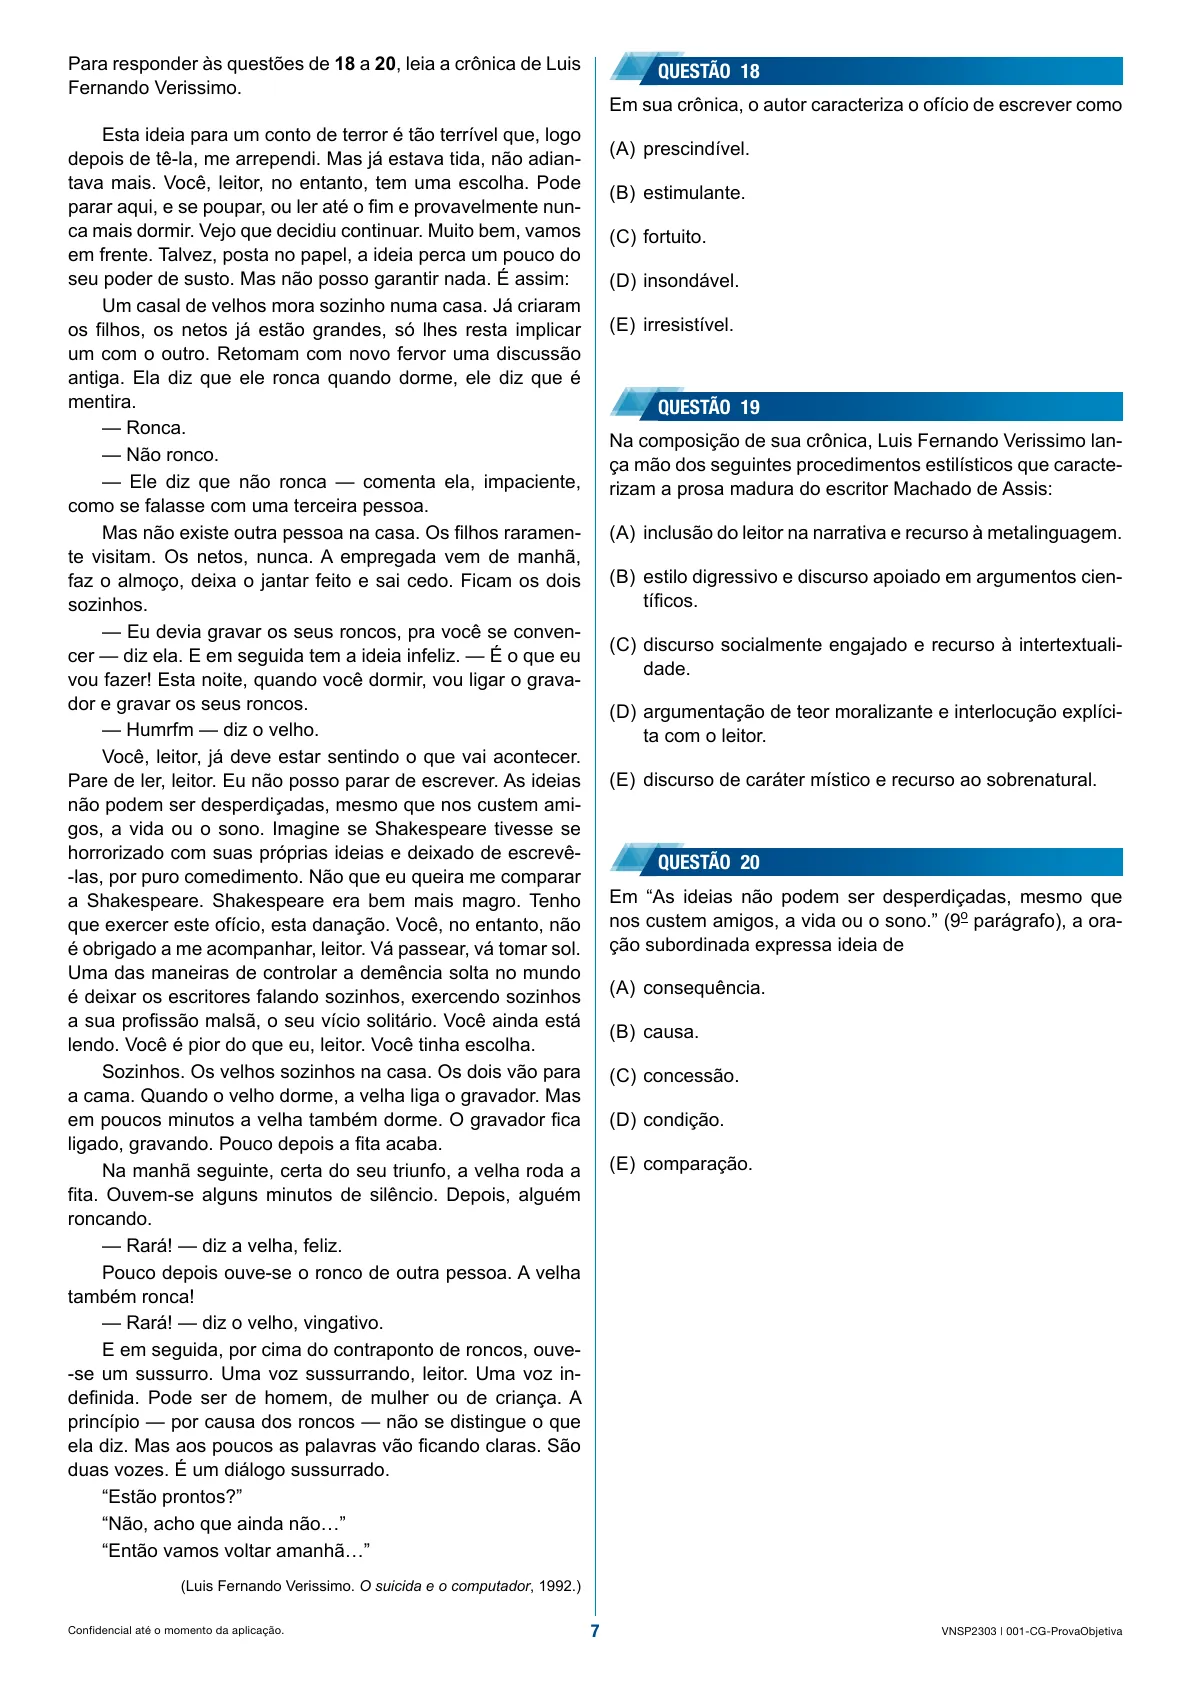 Para responder às questões de 18 a 20, leia a crônica de Luis
Fernando Verissimo.
Esta ideia para um conto de terror é tão terrível que, logo
depois de tê-la, me arrependi. Mas já estava tida, não adian-
tava mais. Você, leitor, no entanto, tem uma escolha. Pode
parar aqui, e se poupar, ou ler até o fim e provavelmente nun-
ca mais dormir. Vejo que decidiu continuar. Muito bem, vamos
em frente. Talvez, posta no papel, a ideia perca um pouco do
seu poder de susto. Mas não posso garantir nada. É assim:
Um casal de velhos mora sozinho numa casa. Já criaram
os filhos, os netos já estão grandes, só lhes resta implicar
um com o outro. Retomam com novo fervor uma discussão
antiga. Ela diz que ele ronca quando dorme, ele diz que é
mentira.
— Ronca.
— Não ronco.
— Ele diz que não ronca — comenta ela, impaciente,
como se falasse com uma terceira pessoa.
Mas não existe outra pessoa na casa. Os filhos raramen-
te visitam. Os netos, nunca. A empregada vem de manhã,
faz o almoço, deixa o jantar feito e sai cedo. Ficam os dois
sozinhos.
— Eu devia gravar os seus roncos, pra você se conven-
cer — diz ela. E em seguida tem a ideia infeliz. — É o que eu
vou fazer! Esta noite, quando você dormir, vou ligar o grava-
dor e gravar os seus roncos.
— Humrfm — diz o velho.
Você, leitor, já deve estar sentindo o que vai acontecer.
Pare de ler, leitor. Eu não posso parar de escrever. As ideias
não podem ser desperdiçadas, mesmo que nos custem ami-
gos, a vida ou o sono. Imagine se Shakespeare tivesse se
horrorizado com suas próprias ideias e deixado de escrevê-
-las, por puro comedimento. Não que eu queira me comparar
a Shakespeare. Shakespeare era bem mais magro. Tenho
que exercer este ofício, esta danação. Você, no entanto, não
é obrigado a me acompanhar, leitor. Vá passear, vá tomar sol.
Uma das maneiras de controlar a demência solta no mundo
é deixar os escritores falando sozinhos, exercendo sozinhos
a sua profissão malsã, o seu vício solitário. Você ainda está
lendo. Você é pior do que eu, leitor. Você tinha escolha.
Sozinhos. Os velhos sozinhos na casa. Os dois vão para
a cama. Quando o velho dorme, a velha liga o gravador. Mas
em poucos minutos a velha também dorme. O gravador fica
ligado, gravando. Pouco depois a fita acaba.
Na manhã seguinte, certa do seu triunfo, a velha roda a
fita. Ouvem-se alguns minutos de silêncio. Depois, alguém
roncando.
— Rará! — diz a velha, feliz.
Pouco depois ouve-se o ronco de outra pessoa. A velha
também ronca!
— Rará! — diz o velho, vingativo.
E em seguida, por cima do contraponto de roncos, ouve-
-se um sussurro. Uma voz sussurrando, leitor. Uma voz in-
definida. Pode ser de homem, de mulher ou de criança. A
princípio — por causa dos roncos — não se distingue o que
ela diz. Mas aos poucos as palavras vão ficando claras. São
duas vozes. É um diálogo sussurrado.
“Estão prontos?”
“Não, acho que ainda não…”
“Então vamos voltar amanhã…”
(Luis Fernando Verissimo. O suicida e o computador, 1992.)
QUESTÃO 18
Em sua crônica, o autor caracteriza o ofício de escrever como
(A) prescindível.
(B) estimulante.
(C) fortuito.
(D) insondável.
(E) irresistível.
QUESTÃO 19
Na composição de sua crônica, Luis Fernando Verissimo lan-
ça mão dos seguintes procedimentos estilísticos que caracte-
rizam a prosa madura do escritor Machado de Assis:
(A) inclusão do leitor na narrativa e recurso à metalinguagem.
(B) estilo digressivo e discurso apoiado em argumentos cien-
tíficos.
(C) discurso socialmente engajado e recurso à intertextuali-
dade.
(D) argumentação de teor moralizante e interlocução explíci-
ta com o leitor.
(E) discurso de caráter místico e recurso ao sobrenatural.
QUESTÃO 20
Em “As ideias não podem ser desperdiçadas, mesmo que
nos custem amigos, a vida ou o sono.” (9º parágrafo), a ora-
ção subordinada expressa ideia de
(A) consequência.
(B) causa.
(C) concessão.
(D) condição.
(E) comparação.
Confidencial até o momento da aplicação.
7
VNSP2303 | 001-CG-ProvaObjetiva